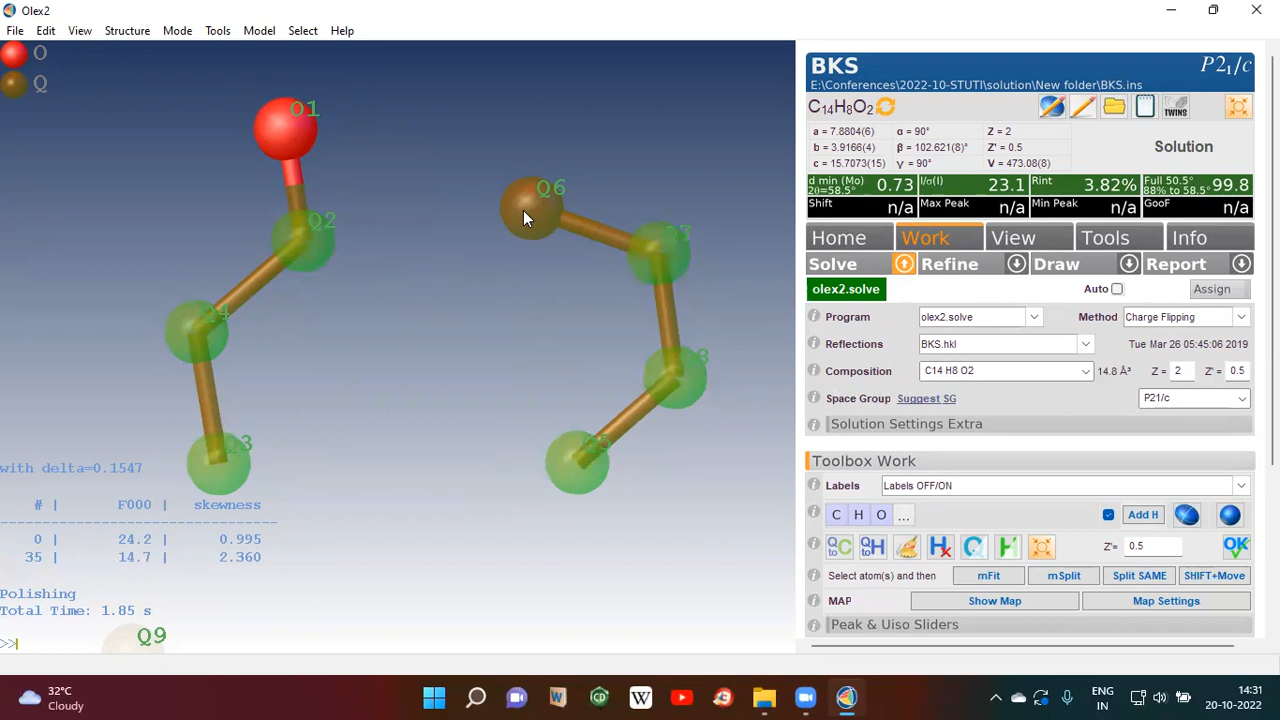 Olex2
File Edit View Structure Mode Tools Model Select Help
O
Q
O1
Q2
Q3
Q6
Q9
with delta=0.1547
# | F000 | skewness
0 | 24.2 | 0.995
35 | 14.7 | 2.360
Polishing
Total Time: 1.85 s
>>
BKS
P2₁/c
E:\Conferences\2022-10-STUTI\solution\New folder\BKS.ins
C₁₄H₈O₂
TWINS
a = 7.8804(6) α = 90° Z = 2
b = 3.9166(4) β = 102.621(8)° Z' = 0.5
c = 15.7073(15) γ = 90° V = 473.08(8)
Solution
d min (Mo) 2θ=58.5° 0.73 I/σ(I) 23.1 Rint 3.82% Full 50.5° 88% to 58.5° 99.8
Shift n/a Max Peak n/a Min Peak n/a GooF n/a
Home Work View Tools Info
Solve Refine Draw Report
olex2.solve Auto Assign
Program olex2.solve Method Charge Flipping
Reflections BKS.hkl Tue Mar 26 05:45:06 2019
Composition C14 H8 O2 14.8 Å³ Z = 2 Z' = 0.5
Space Group Suggest SG P21/c
Solution Settings Extra
Toolbox Work
Labels Labels OFF/ON
C H O ... Add H
Q to C Q to H H Q H Z'= 0.5 OK
Select atom(s) and then mFit mSplit Split SAME SHIFT+Move
MAP Show Map Map Settings
Peak & Uiso Sliders
32°C
Cloudy
ENG
IN
14:31
20-10-2022